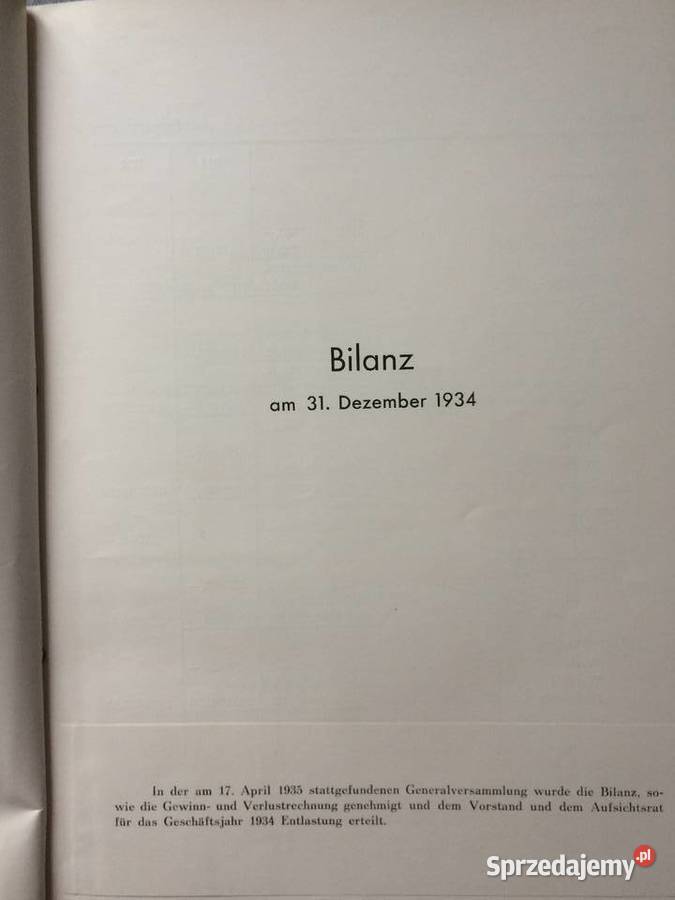 Bilanz
am 31. Dezember 1934
In der am 17. April 1935 stattgefundenen Generalversammlung wurde die Bilanz, so-
wie die Gewinn- und Verlustrechnung genehmigt und dem Vorstand und dem Aufsichtsrat
für das Geschäftsjahr 1934 Entlastung erteilt.
Sprzedajemy.pl